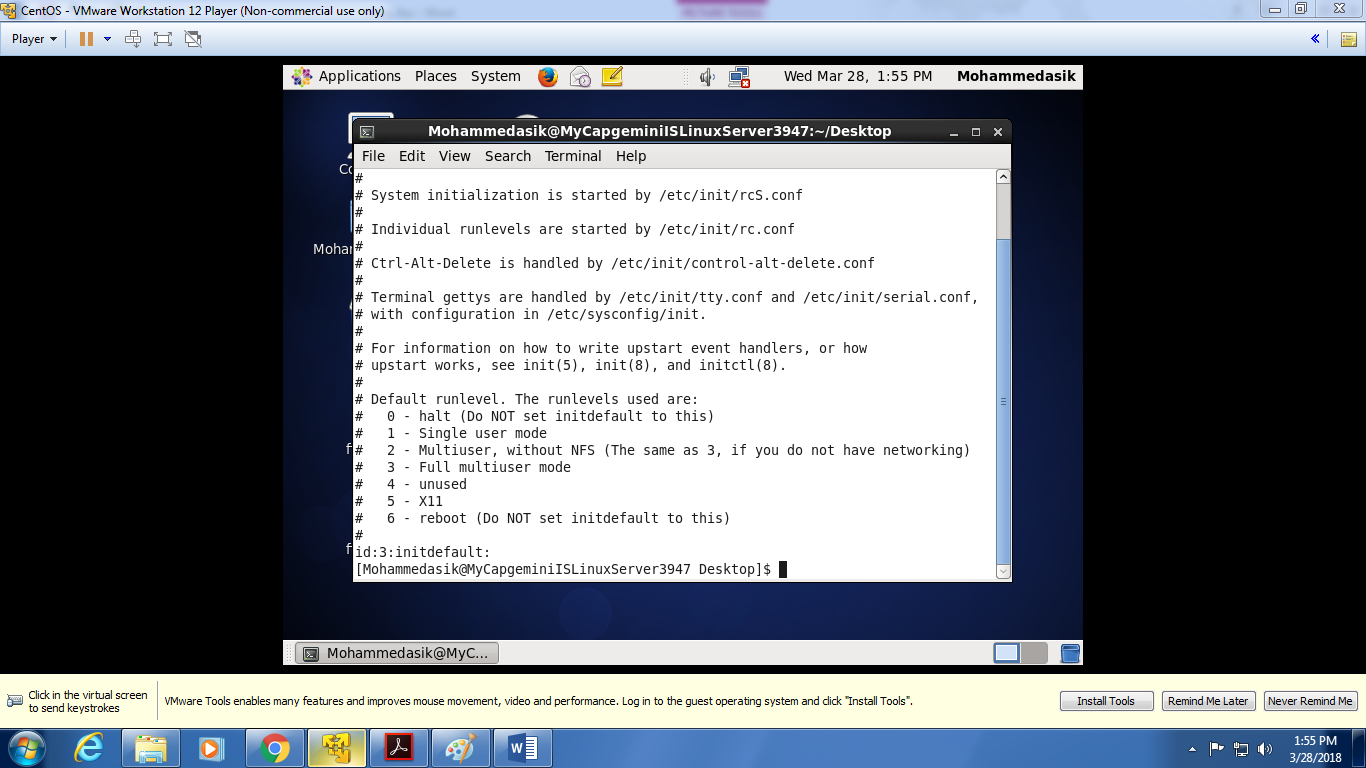 CentOS - VMware Workstation 12 Player (Non-commercial use only)
Player
Applications Places System Wed Mar 28, 1:55 PM Mohammedasik
Mohammedasik@MyCapgeminiISLinuxServer3947:~/Desktop
File Edit View Search Terminal Help
#
# System initialization is started by /etc/init/rcS.conf
#
# Individual runlevels are started by /etc/init/rc.conf
#
# Ctrl-Alt-Delete is handled by /etc/init/control-alt-delete.conf
#
# Terminal gettys are handled by /etc/init/tty.conf and /etc/init/serial.conf,
# with configuration in /etc/sysconfig/init.
#
# For information on how to write upstart event handlers, or how
# upstart works, see init(5), init(8), and initctl(8).
#
# Default runlevel. The runlevels used are:
#   0 - halt (Do NOT set initdefault to this)
#   1 - Single user mode
#   2 - Multiuser, without NFS (The same as 3, if you do not have networking)
#   3 - Full multiuser mode
#   4 - unused
#   5 - X11
#   6 - reboot (Do NOT set initdefault to this)
#
id:3:initdefault:
[Mohammedasik@MyCapgeminiISLinuxServer3947 Desktop]$
Mohammedasik@MyC...
Click in the virtual screen
to send keystrokes
VMware Tools enables many features and improves mouse movement, video and performance. Log in to the guest operating system and click "Install Tools".
Install Tools Remind Me Later Never Remind Me
1:55 PM
3/28/2018